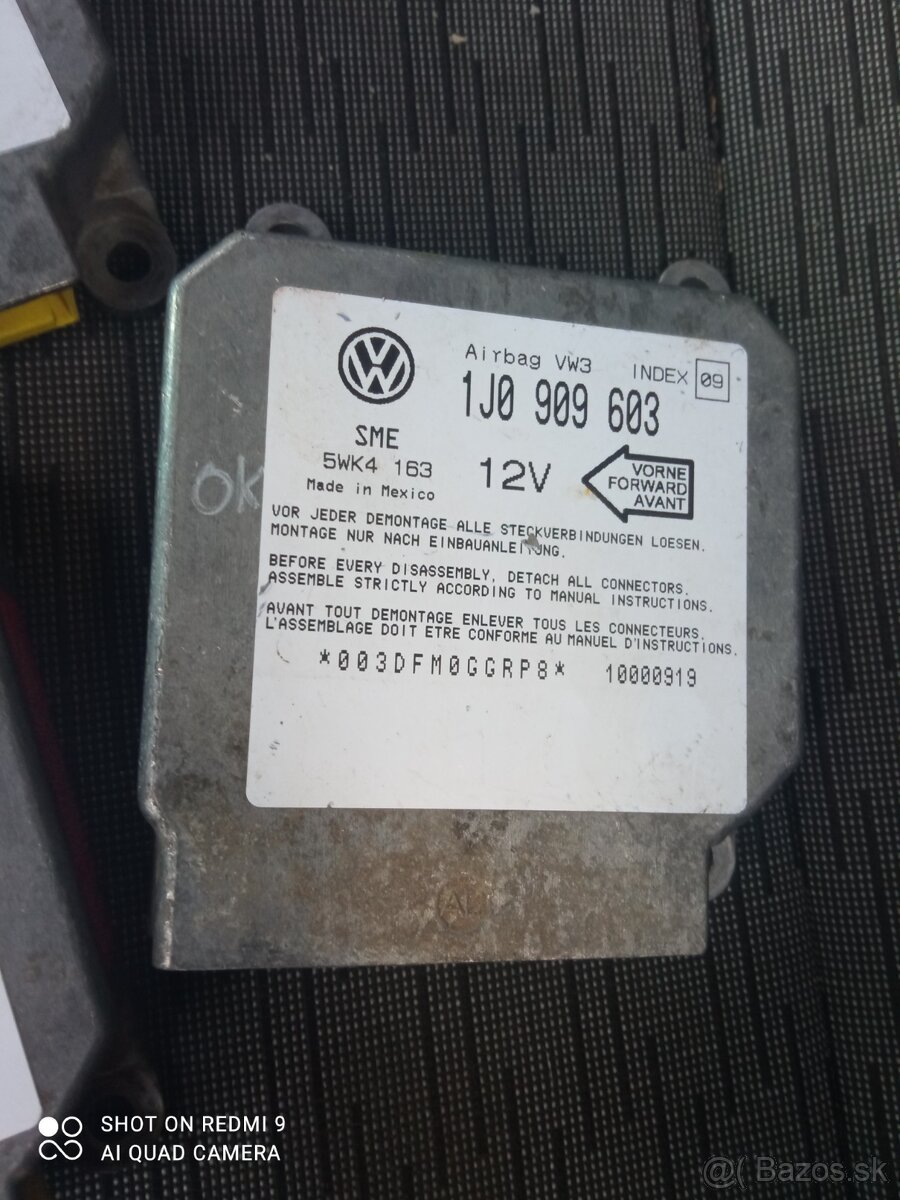 Airbag VW3
INDEX 09
1J0 909 603
SME
5WK4 163
Made in Mexico
12V
VORNE
FORWARD
AVANT
OK
VOR JEDER DEMONTAGE ALLE STECKVERBINDUNGEN LOESEN.
MONTAGE NUR NACH EINBAUANLEITUNG.
BEFORE EVERY DISASSEMBLY, DETACH ALL CONNECTORS.
ASSEMBLE STRICTLY ACCORDING TO MANUAL INSTRUCTIONS.
AVANT TOUT DEMONTAGE ENLEVER TOUS LES CONNECTEURS.
L'ASSEMBLAGE DOIT ETRE CONFORME AU MANUEL D'INSTRUCTIONS.
*003DFM0GGRP8* 10000919
SHOT ON REDMI 9
AI QUAD CAMERA
@( Bazos.sk